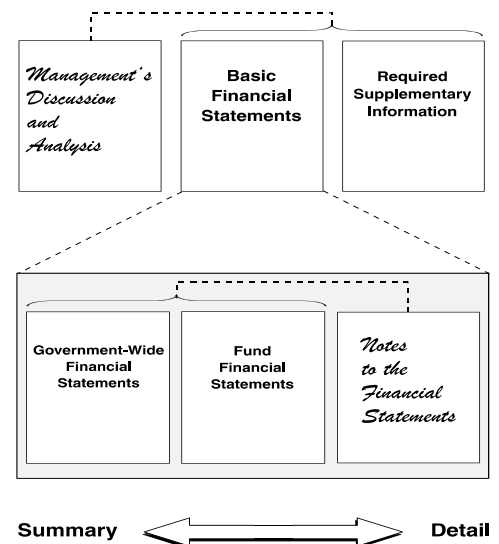 Management's
Discussion
and
Analysis
Basic
Financial
Statements
Required
Supplementary
Information
Government-Wide
Financial
Statements
Fund
Financial
Statements
Notes
to the
Financial
Statements
Summary
Detail